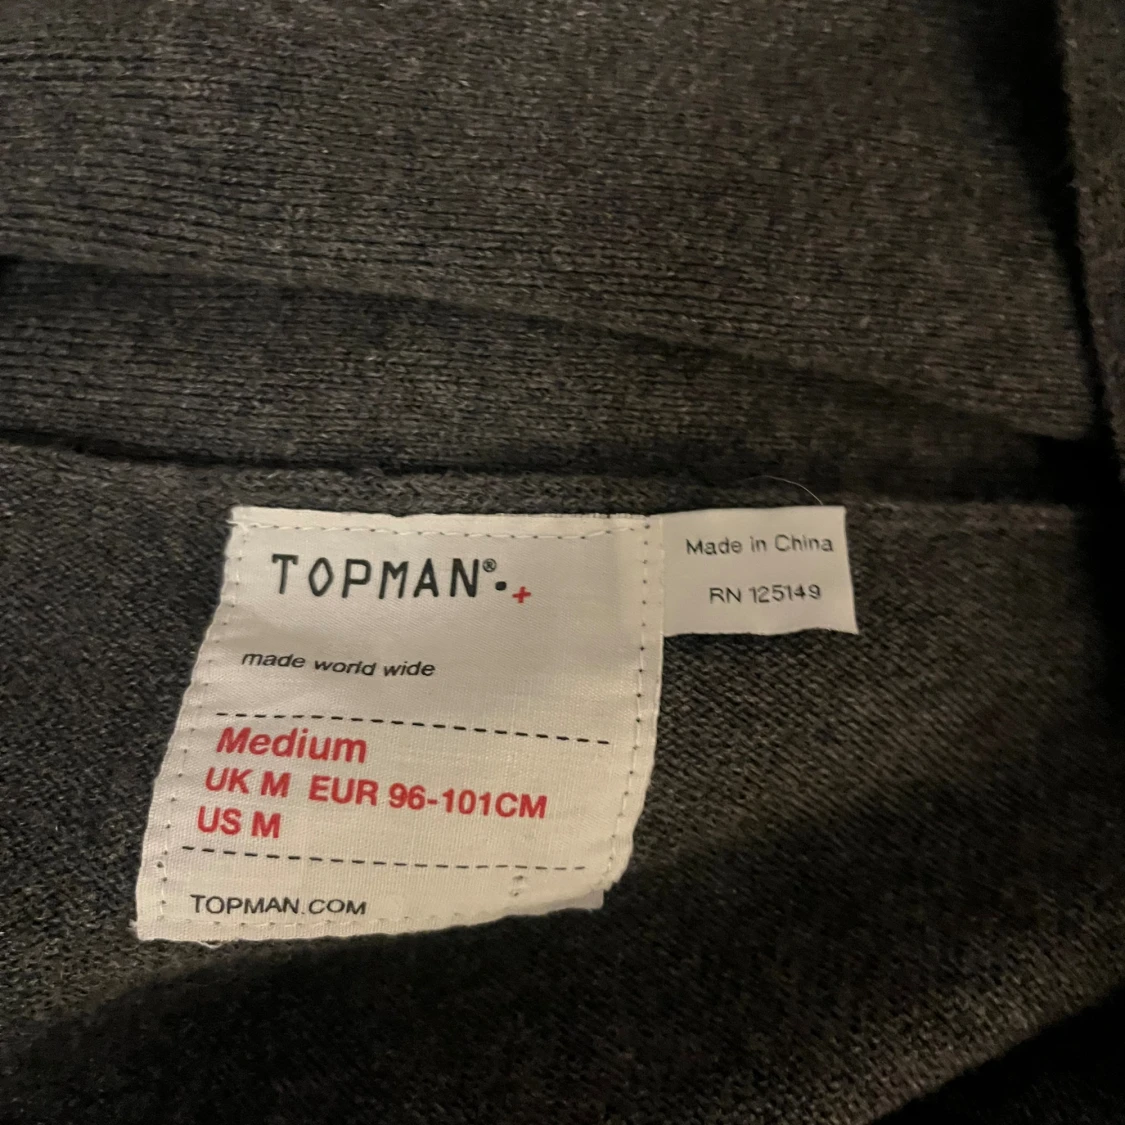 TOPMAN®
made world wide
Medium
UK M EUR 96-101CM
US M
TOPMAN.COM
Made in China
RN 125149